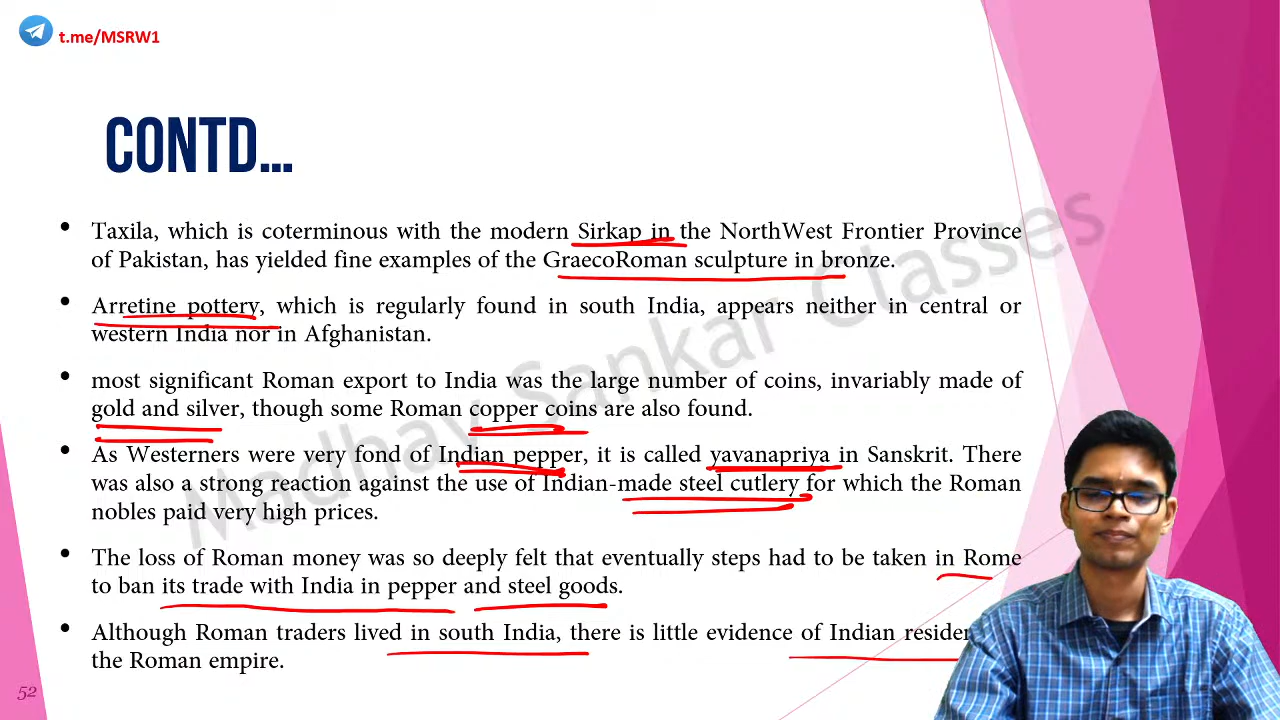 t.me/MSRW1
CONTD...
• Taxila, which is coterminous with the modern Sirkap in the NorthWest Frontier Province
of Pakistan, has yielded fine examples of the GraecoRoman sculpture in bronze.
• Arretine pottery, which is regularly found in south India, appears neither in central or
western India nor in Afghanistan.
• most significant Roman export to India was the large number of coins, invariably made of
gold and silver, though some Roman copper coins are also found.
• As Westerners were very fond of Indian pepper, it is called yavanapriya in Sanskrit. There
was also a strong reaction against the use of Indian-made steel cutlery for which the Roman
nobles paid very high prices.
• The loss of Roman money was so deeply felt that eventually steps had to be taken in Rome
to ban its trade with India in pepper and steel goods.
• Although Roman traders lived in south India, there is little evidence of Indian
the Roman empire.
52
Madhav Sankar Classes